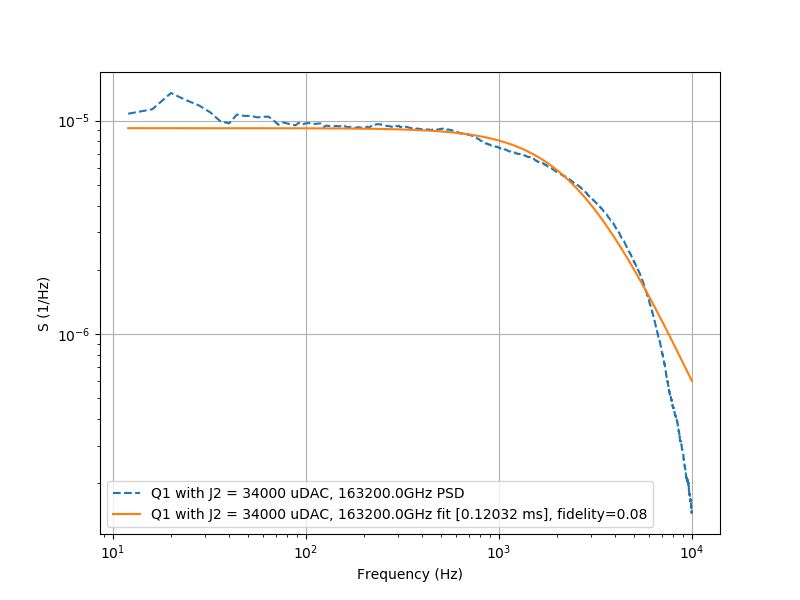 S (1/Hz)
10⁻⁵
10⁻⁶
Q1 with J2 = 34000 uDAC, 163200.0GHz PSD
Q1 with J2 = 34000 uDAC, 163200.0GHz fit [0.12032 ms], fidelity=0.08
10¹ 10² 10³ 10⁴
Frequency (Hz)